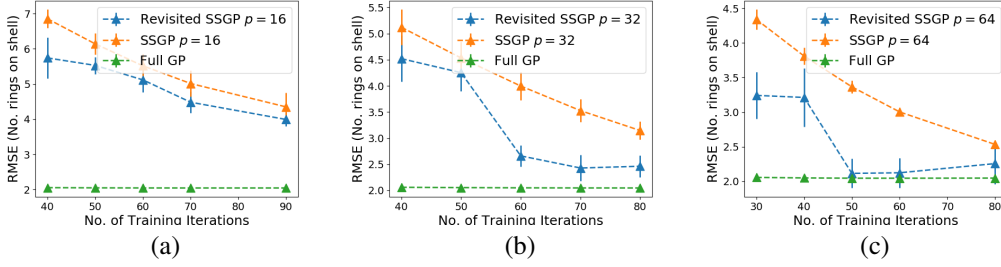 Revisited SSGP p = 16
SSGP p = 16
Full GP
RMSE (No. rings on shell)
7
6
5
4
3
2
40 50 60 70 80 90
No. of Training Iterations
(a)
Revisited SSGP p = 32
SSGP p = 32
Full GP
RMSE (No. rings on shell)
5.5
5.0
4.5
4.0
3.5
3.0
2.5
2.0
40 50 60 70 80
No. of Training Iterations
(b)
Revisited SSGP p = 64
SSGP p = 64
Full GP
RMSE (No. rings on shell)
4.5
4.0
3.5
3.0
2.5
2.0
30 40 50 60 70 80
No. of Training Iterations
(c)